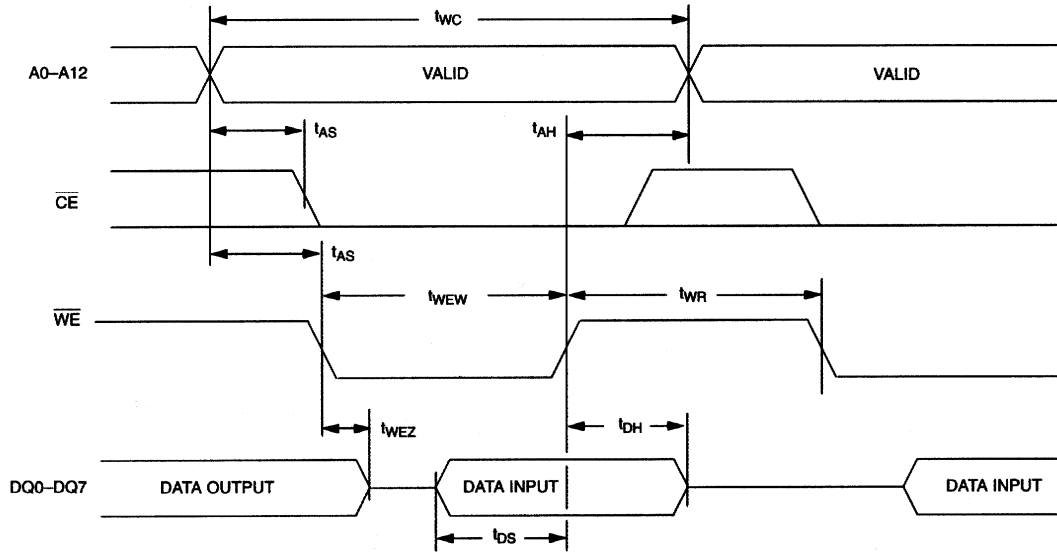 tWC
A0–A12 VALID VALID
tAS tAH
CE
tAS
tWEW tWR
WE
tWEZ tDH
DQ0–DQ7 DATA OUTPUT DATA INPUT DATA INPUT
tDS